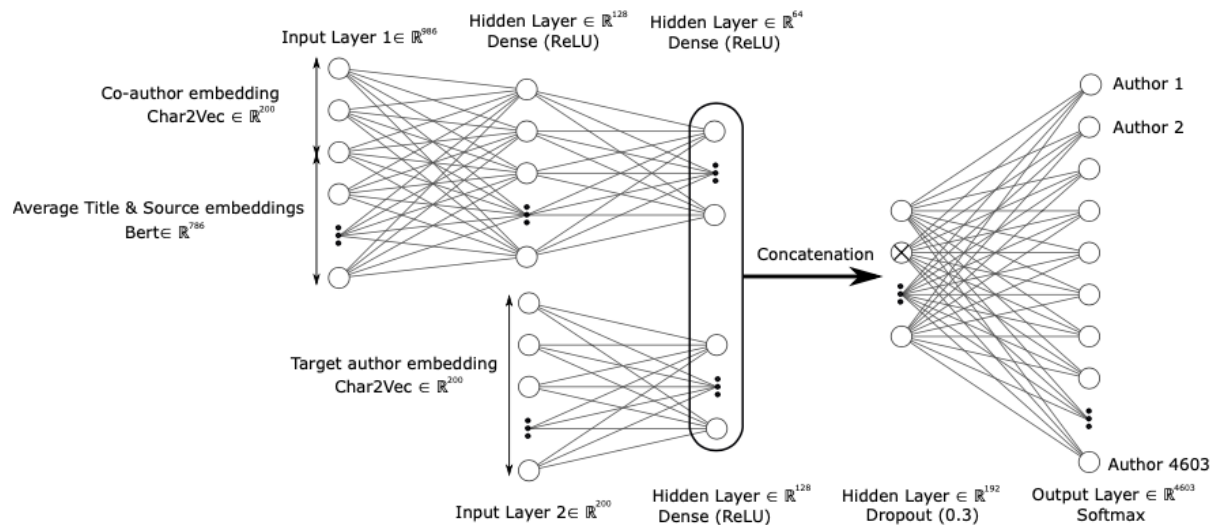 Input Layer 1∈ ℝ^986
Hidden Layer ∈ ℝ^128
Dense (ReLU)
Hidden Layer ∈ ℝ^64
Dense (ReLU)
Co-author embedding
Char2Vec ∈ ℝ^200
Average Title & Source embeddings
Bert∈ ℝ^786
Target author embedding
Char2Vec ∈ ℝ^200
Input Layer 2∈ ℝ^200
Hidden Layer ∈ ℝ^128
Dense (ReLU)
Concatenation
Hidden Layer ∈ ℝ^192
Dropout (0.3)
Author 1
Author 2
Author 4603
Output Layer ∈ ℝ^4603
Softmax